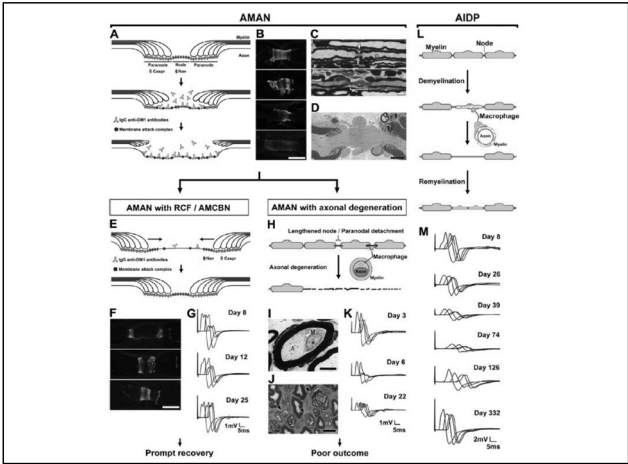 AMAN
AIDP
A
Myelin
Axon
Paranode Node Paranode
Caspr Nav
IgG anti-GM1 antibodies
Membrane attack complex
B
C
D
AMAN with RCF / AMCBN
AMAN with axonal degeneration
E
Nav Caspr
IgG anti-GM1 antibodies
Membrane attack complex
F
G
Day 8
Day 12
Day 25
1mV
5ms
Prompt recovery
H
Lengthened node / Paranodal detachment
Macrophage
Axonal degeneration
Axon
Myelin
I
A
M
J
K
Day 3
Day 6
Day 22
1mV
5ms
Poor outcome
L
Myelin Node
Demyelination
Macrophage
Axon
Myelin
Remyelination
M
Day 8
Day 26
Day 39
Day 74
Day 126
Day 332
2mV
5ms